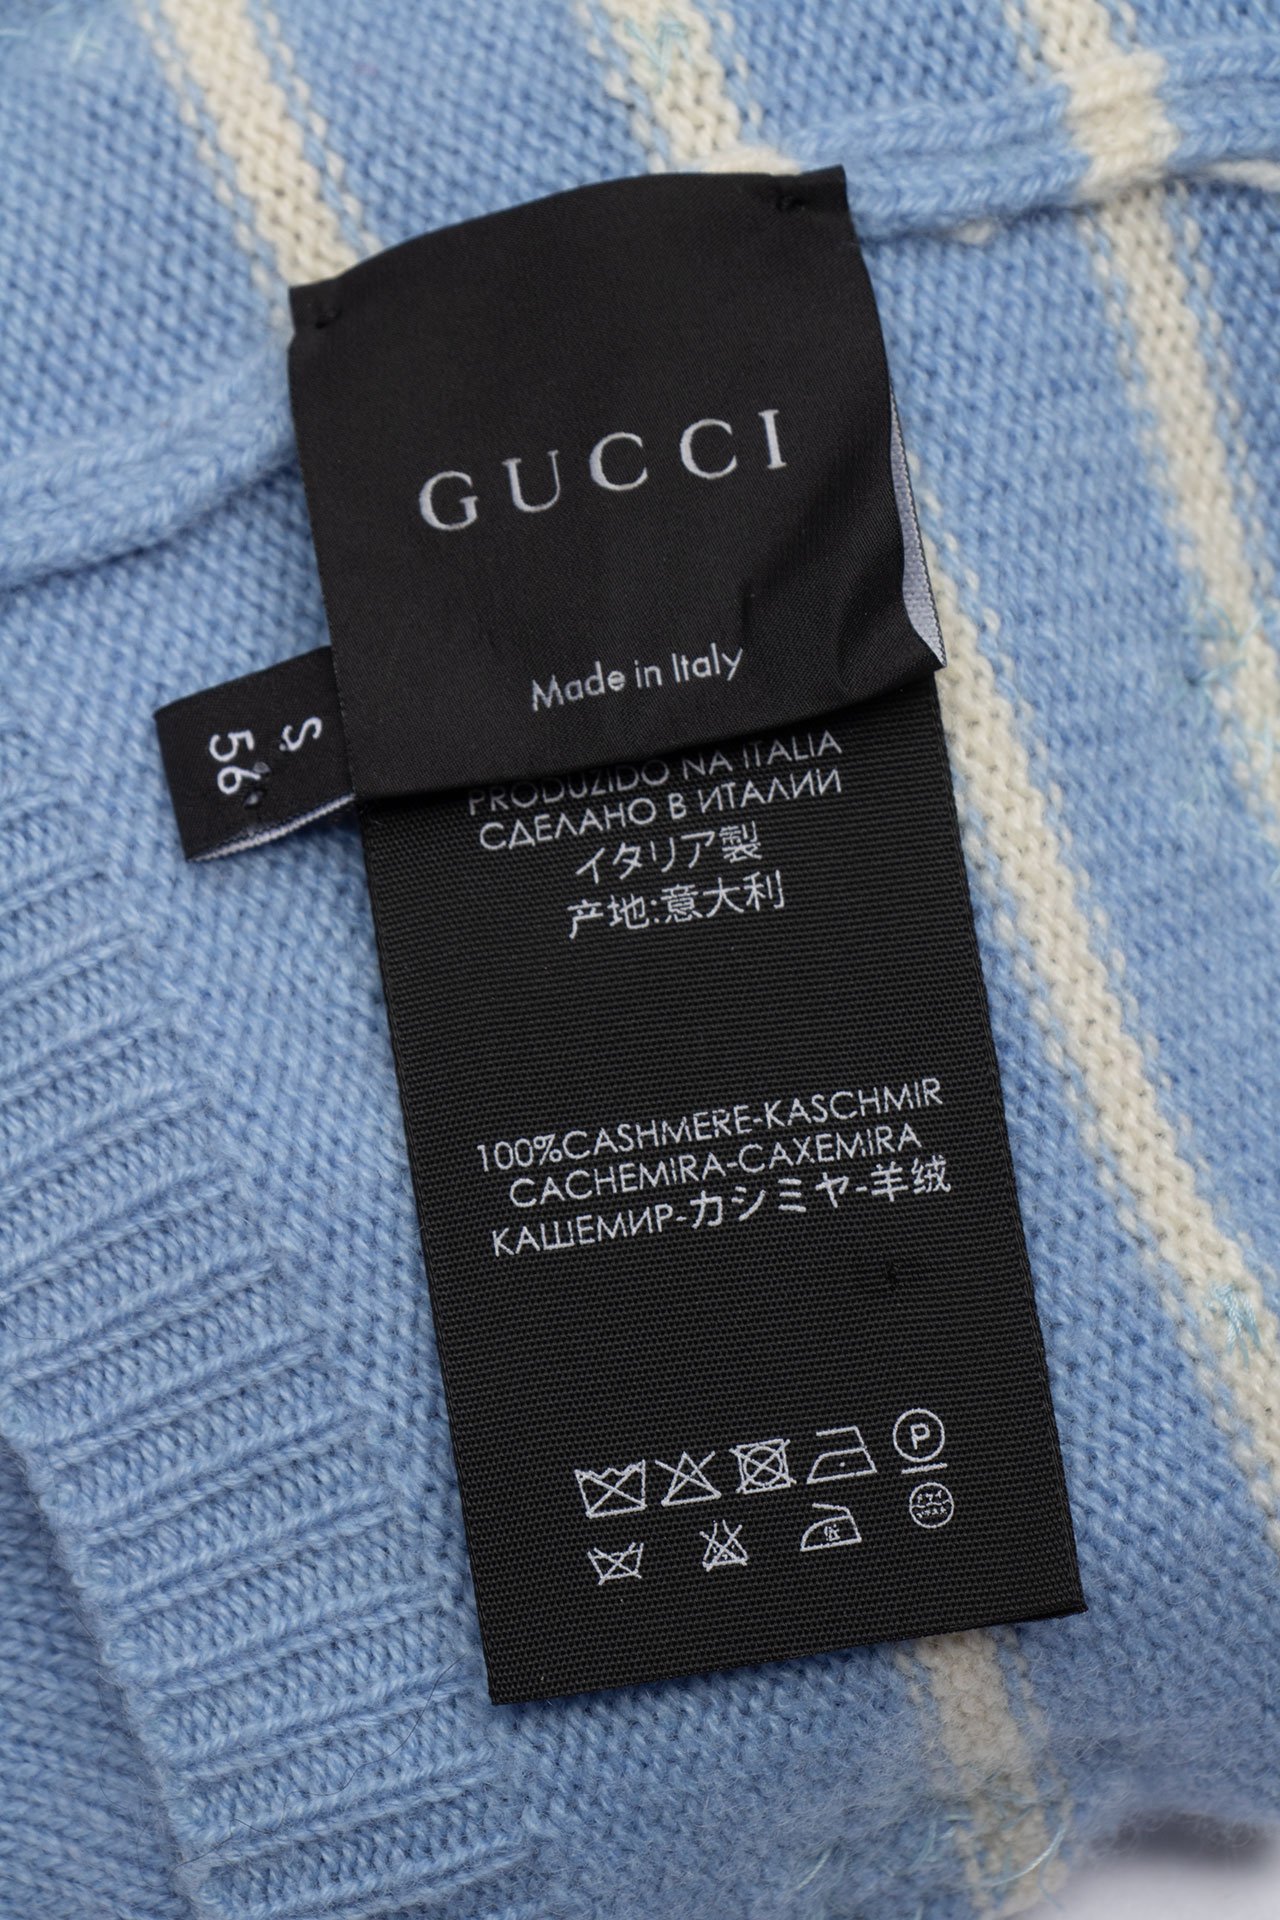 GUCCI
Made in Italy
S
56
PRODUZIDO NA ITALIA
СДЕЛАНО В ИТАЛИИ
イタリア製
产地:意大利
100%CASHMERE-KASCHMIR
CACHEMIRA-CAXEMIRA
КАШЕМИР-カシミヤ-羊绒
P
低